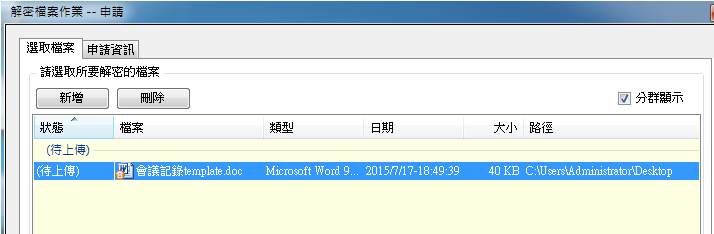 解密檔案作業 -- 申請
選取檔案 申請資訊
請選取所要解密的檔案
新增 刪除 分群顯示
狀態 檔案 類型 日期 大小 路徑
(待上傳)
(待上傳) 會議記錄template.doc Microsoft Word 9... 2015/7/17-18:49:39 40 KB C:\Users\Administrator\Desktop